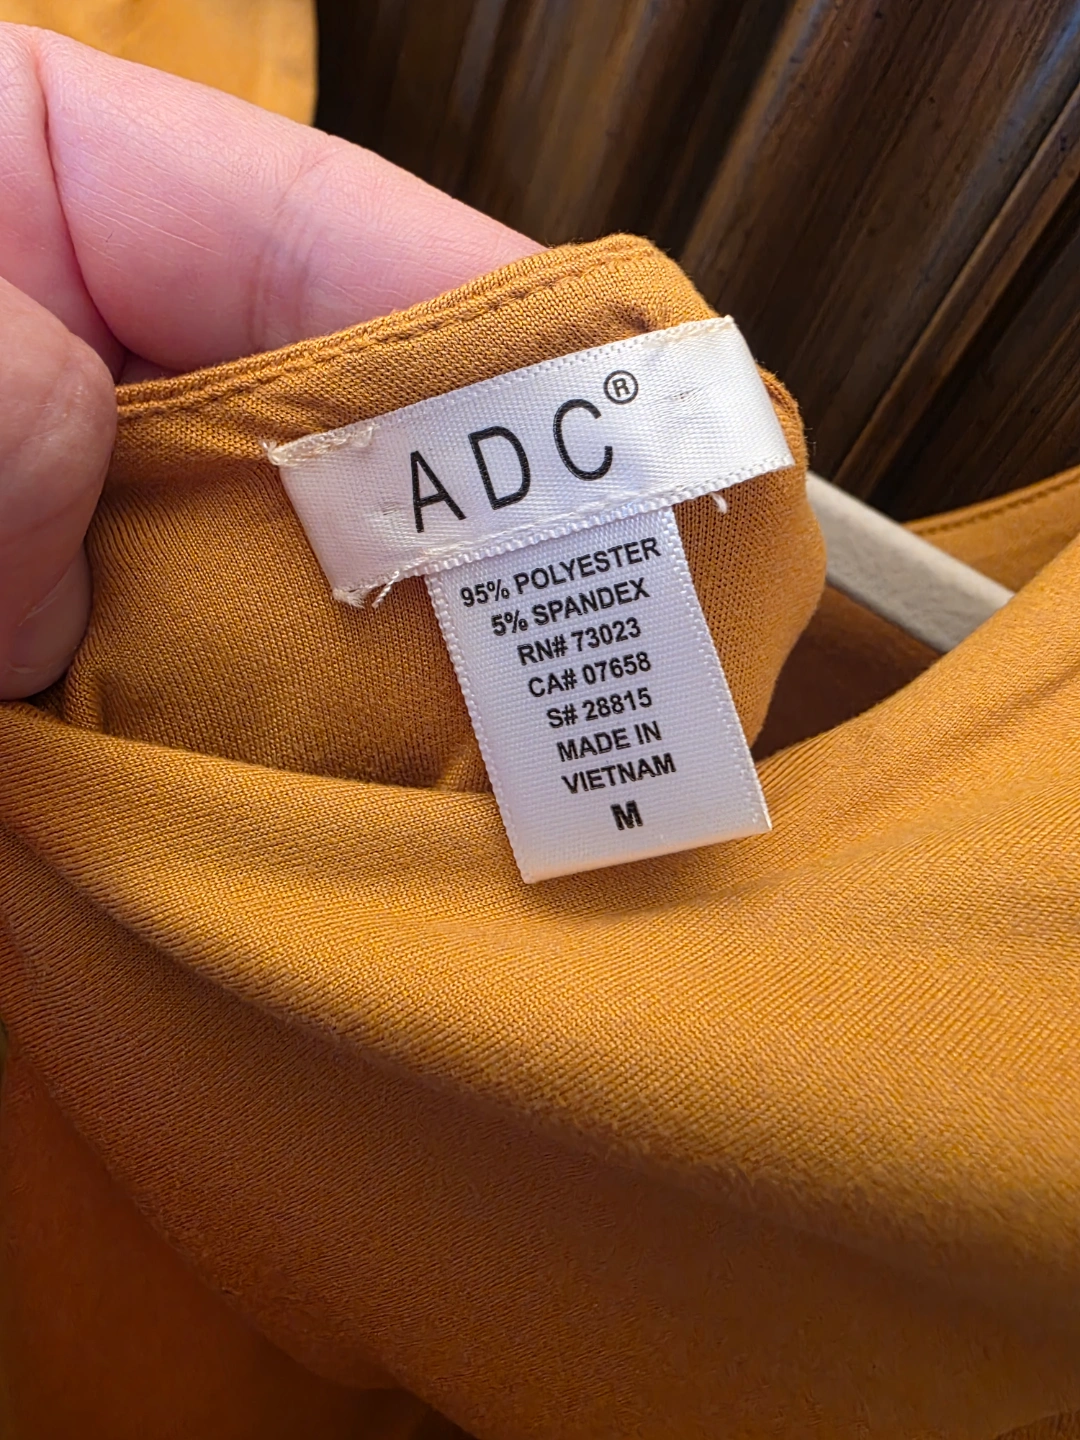 ADC®
95% POLYESTER
5% SPANDEX
RN# 73023
CA# 07658
S# 28815
MADE IN
VIETNAM
M